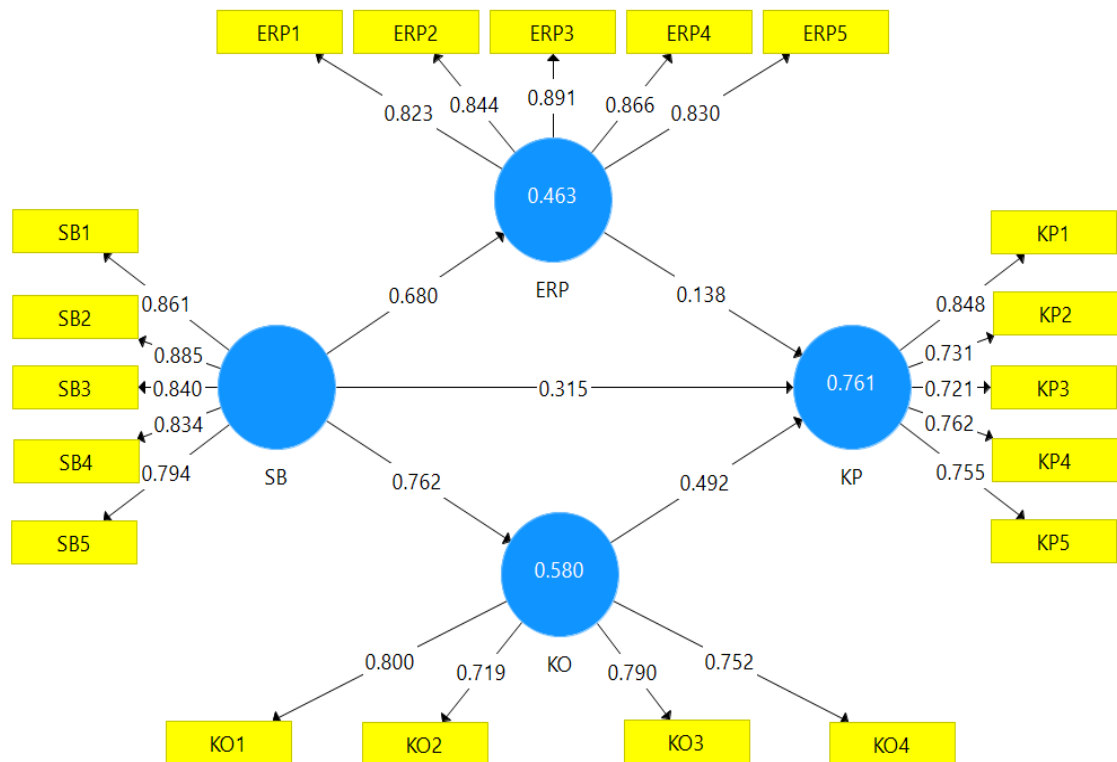 ERP1 ERP2 ERP3 ERP4 ERP5
0.823 0.844 0.891 0.866 0.830
0.463
ERP
SB1
SB2
SB3
SB4
SB5
0.861
0.885
0.840
0.834
0.794
SB
0.680
0.138
0.315
0.762
0.492
0.761
KP
0.848
0.731
0.721
0.762
0.755
KP1
KP2
KP3
KP4
KP5
0.580
KO
0.800 0.719 0.790 0.752
KO1 KO2 KO3 KO4